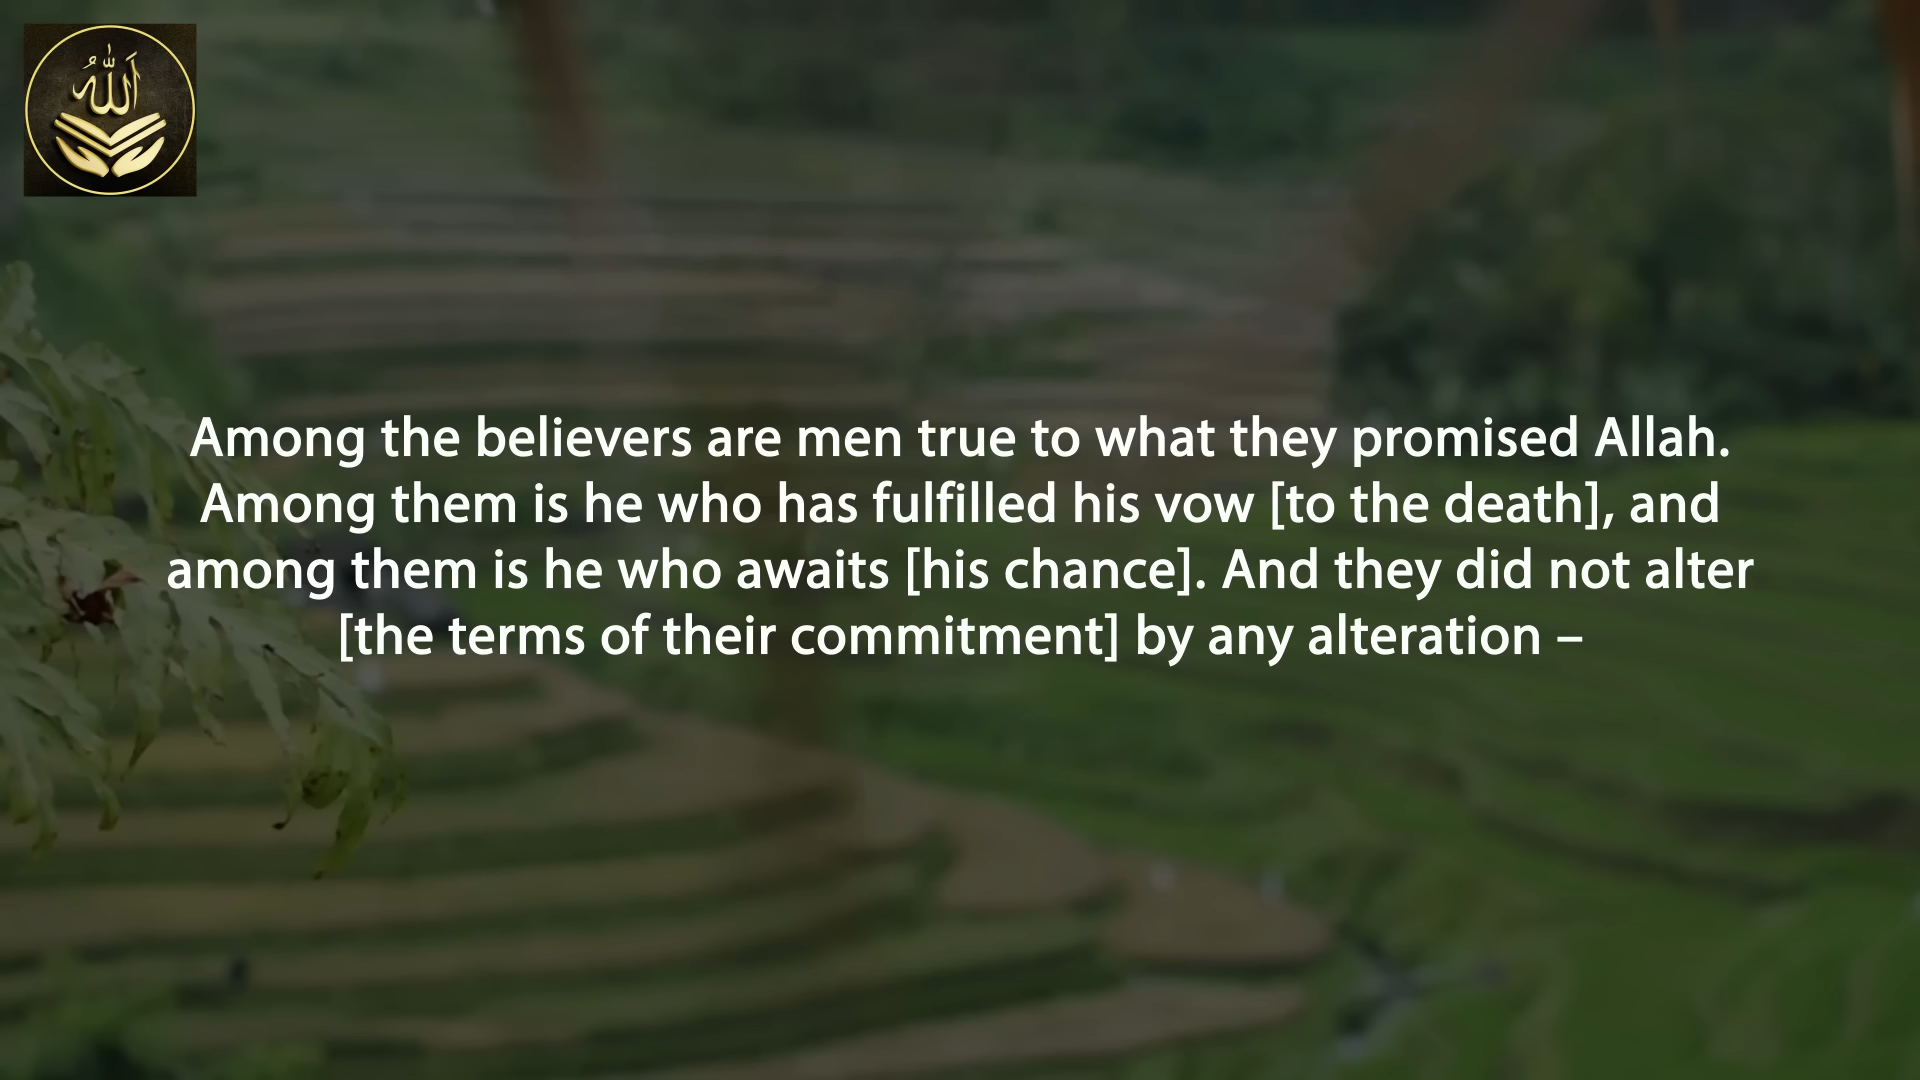 الله
Among the believers are men true to what they promised Allah.
Among them is he who has fulfilled his vow [to the death], and
among them is he who awaits [his chance]. And they did not alter
[the terms of their commitment] by any alteration –